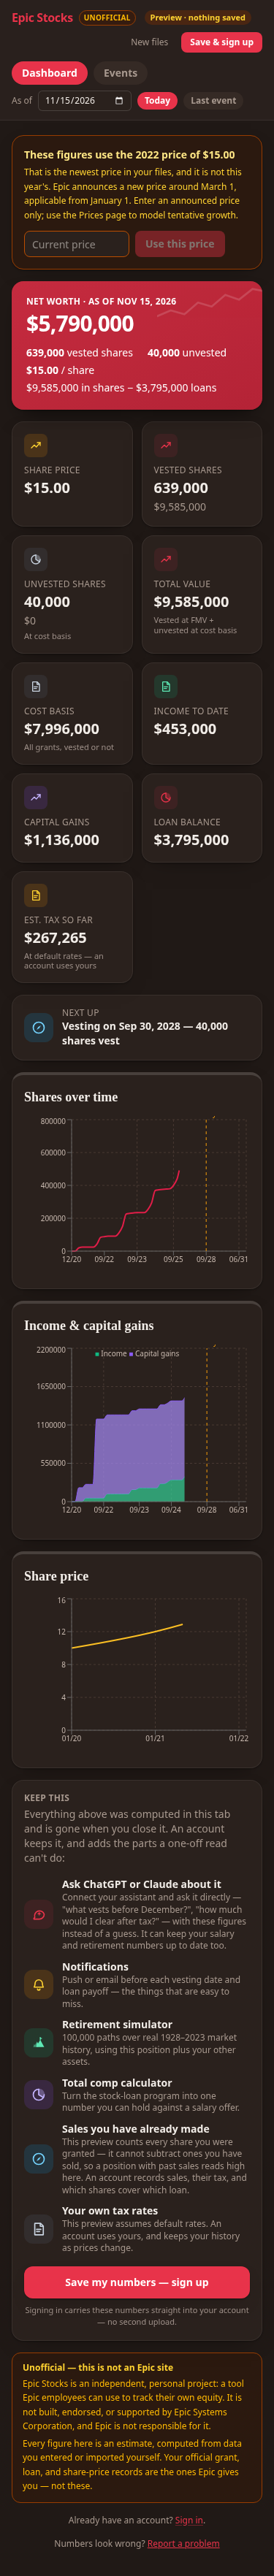 Epic Stocks UNOFFICIAL Preview · nothing saved
New files Save & sign up
Dashboard Events
As of 11/15/2026 Today Last event
These figures use the 2022 price of $15.00
That is the newest price in your files, and it is not this
year's. Epic announces a new price around March 1,
applicable from January 1. Enter an announced price
only; use the Prices page to model tentative growth.
Current price Use this price
NET WORTH · AS OF NOV 15, 2026
$5,790,000
639,000 vested shares 40,000 unvested
$15.00 / share
$9,585,000 in shares − $3,795,000 loans
SHARE PRICE
$15.00
VESTED SHARES
639,000
$9,585,000
UNVESTED SHARES
40,000
$0
At cost basis
TOTAL VALUE
$9,585,000
Vested at FMV +
unvested at cost basis
COST BASIS
$7,996,000
All grants, vested or not
INCOME TO DATE
$453,000
CAPITAL GAINS
$1,136,000
LOAN BALANCE
$3,795,000
EST. TAX SO FAR
$267,265
At default rates — an
account uses yours
NEXT UP
Vesting on Sep 30, 2028 — 40,000
shares vest
Shares over time
800000
600000
400000
200000
0
12/20 09/22 09/23 09/25 09/28 06/31
Income & capital gains
2200000
Income Capital gains
1650000
1100000
550000
0
12/20 09/22 09/23 09/24 09/28 06/31
Share price
16
12
8
4
0
01/20 01/21 01/22
KEEP THIS
Everything above was computed in this tab
and is gone when you close it. An account
keeps it, and adds the parts a one-off read
can't do:
Ask ChatGPT or Claude about it
Connect your assistant and ask it directly —
"what vests before December?", "how much
would I clear after tax?" — with these figures
instead of a guess. It can keep your salary
and retirement numbers up to date too.
Notifications
Push or email before each vesting date and
loan payoff — the things that are easy to
miss.
Retirement simulator
100,000 paths over real 1928–2023 market
history, using this position plus your other
assets.
Total comp calculator
Turn the stock-loan program into one
number you can hold against a salary offer.
Sales you have already made
This preview counts every share you were
granted — it cannot subtract ones you have
sold, so a position with past sales reads high
here. An account records sales, their tax, and
which shares cover which loan.
Your own tax rates
This preview assumes default rates. An
account uses yours, and keeps your history
as prices change.
Save my numbers — sign up
Signing in carries these numbers straight into your account
— no second upload.
Unofficial — this is not an Epic site
Epic Stocks is an independent, personal project: a tool
Epic employees can use to track their own equity. It is
not built, endorsed, or supported by Epic Systems
Corporation, and Epic is not responsible for it.
Every figure here is an estimate, computed from data
you entered or imported yourself. Your official grant,
loan, and share-price records are the ones Epic gives
you — not these.
Already have an account? Sign in.
Numbers look wrong? Report a problem